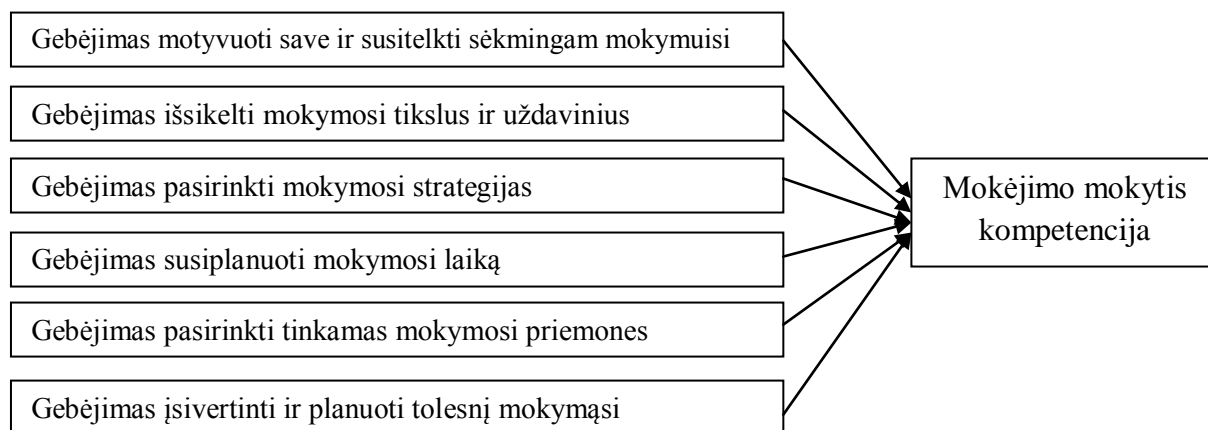 Gebėjimas motyvuoti save ir susitelkti sėkmingam mokymuisi
Gebėjimas išsikelti mokymosi tikslus ir uždavinius
Gebėjimas pasirinkti mokymosi strategijas
Gebėjimas susiplanuoti mokymosi laiką
Gebėjimas pasirinkti tinkamas mokymosi priemones
Gebėjimas įsivertinti ir planuoti tolesnį mokymąsi
Mokėjimo mokytis
kompetencija